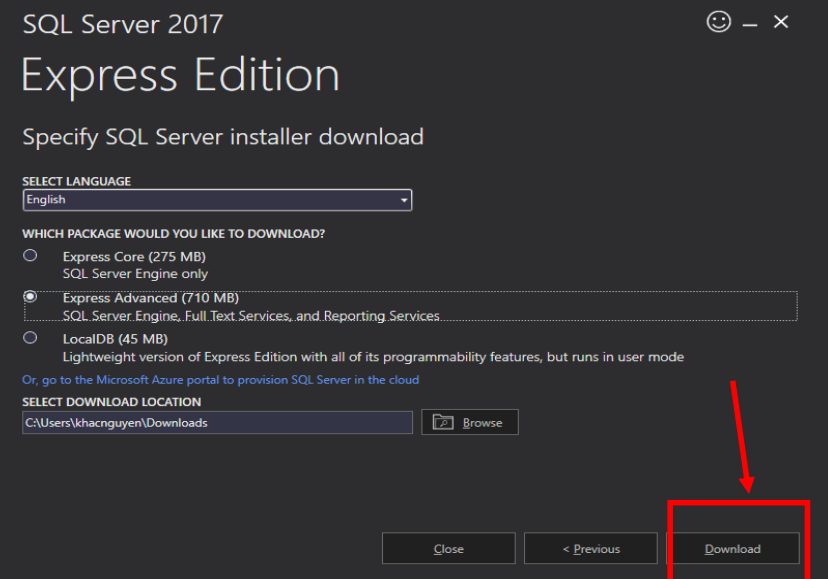 SQL Server 2017
Express Edition
Specify SQL Server installer download
SELECT LANGUAGE
English
WHICH PACKAGE WOULD YOU LIKE TO DOWNLOAD?
Express Core (275 MB)
SQL Server Engine only
Express Advanced (710 MB)
SQL Server Engine, Full Text Services, and Reporting Services
LocalDB (45 MB)
Lightweight version of Express Edition with all of its programmability features, but runs in user mode
Or, go to the Microsoft Azure portal to provision SQL Server in the cloud
SELECT DOWNLOAD LOCATION
C:\Users\khacnguyen\Downloads
Browse
Close
< Previous
Download